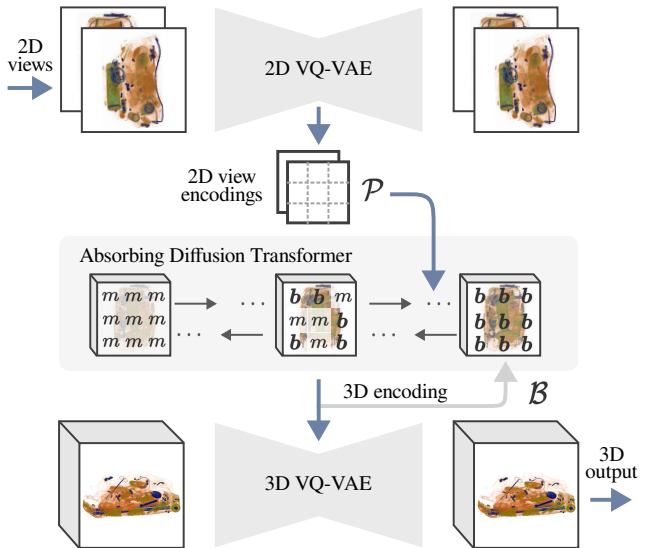 2D
views
2D VQ-VAE
2D view
encodings
𝒫
Absorbing Diffusion Transformer
m m m
m m m
m m m
...
...
b b m
m m b
b m b
...
...
b b b
b b b
b b b
3D encoding
ℬ
3D VQ-VAE
3D
output